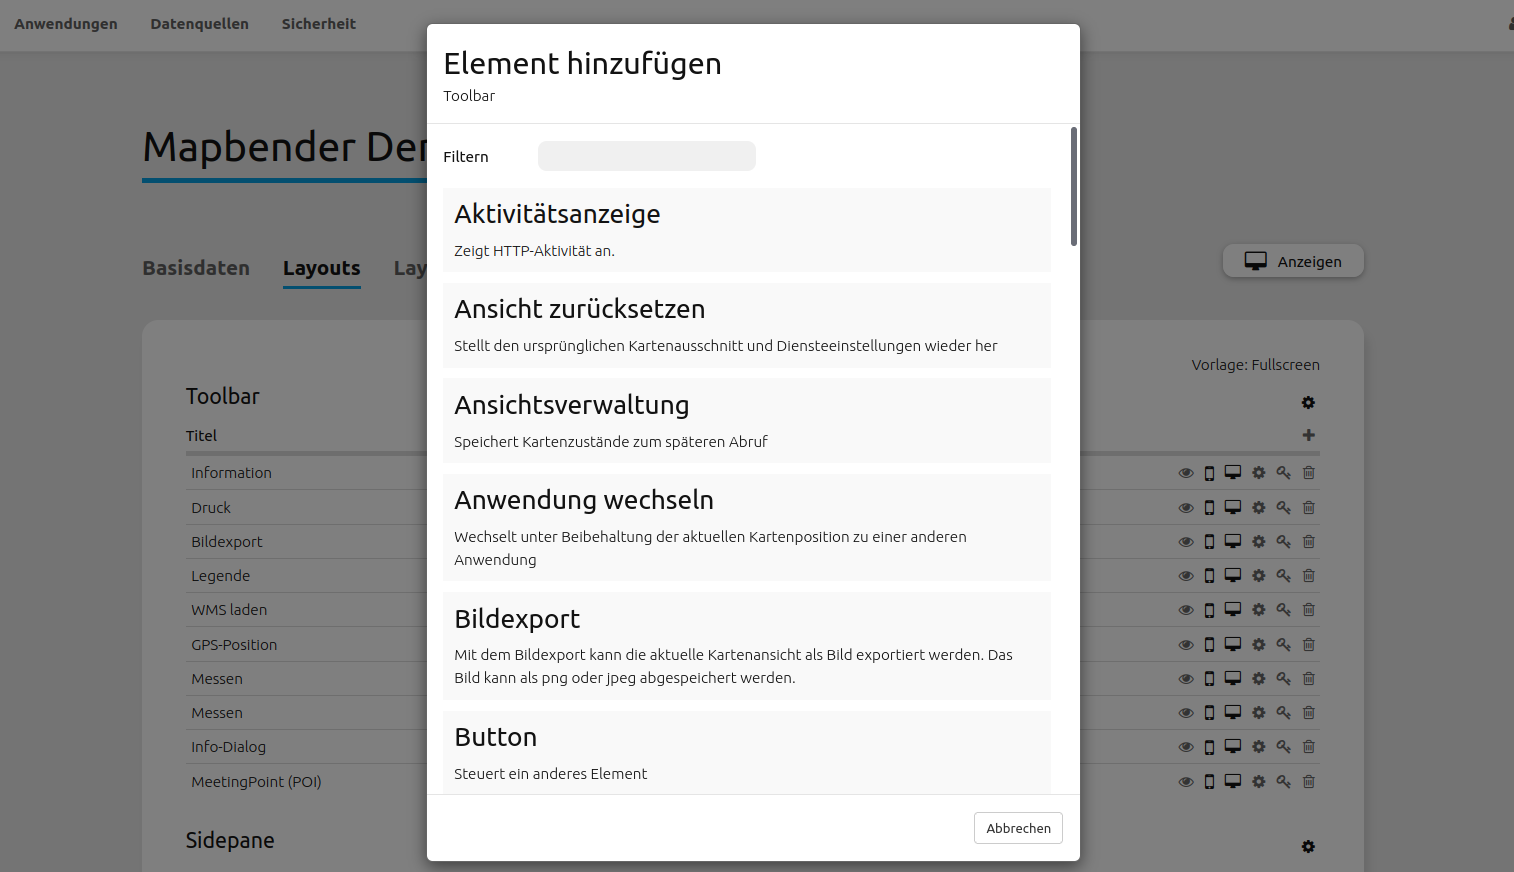 Anwendungen Datenquellen Sicherheit
Element hinzufügen
Toolbar
Mapbender
Filtern
Aktivitätsanzeige
Zeigt HTTP-Aktivität an.
Basisdaten Layouts
Anzeigen
Ansicht zurücksetzen
Stellt den ursprünglichen Kartenausschnitt und Diensteeinstellungen wieder her
Vorlage: Fullscreen
Toolbar
Titel
Ansichtsverwaltung
Speichert Kartenzustände zum späteren Abruf
Information
Druck
Bildexport
Legende
WMS laden
GPS-Position
Messen
Messen
Info-Dialog
MeetingPoint (POI)
Anwendung wechseln
Wechselt unter Beibehaltung der aktuellen Kartenposition zu einer anderen
Anwendung
Bildexport
Mit dem Bildexport kann die aktuelle Kartenansicht als Bild exportiert werden. Das
Bild kann als png oder jpeg abgespeichert werden.
Button
Steuert ein anderes Element
Abbrechen
Sidepane